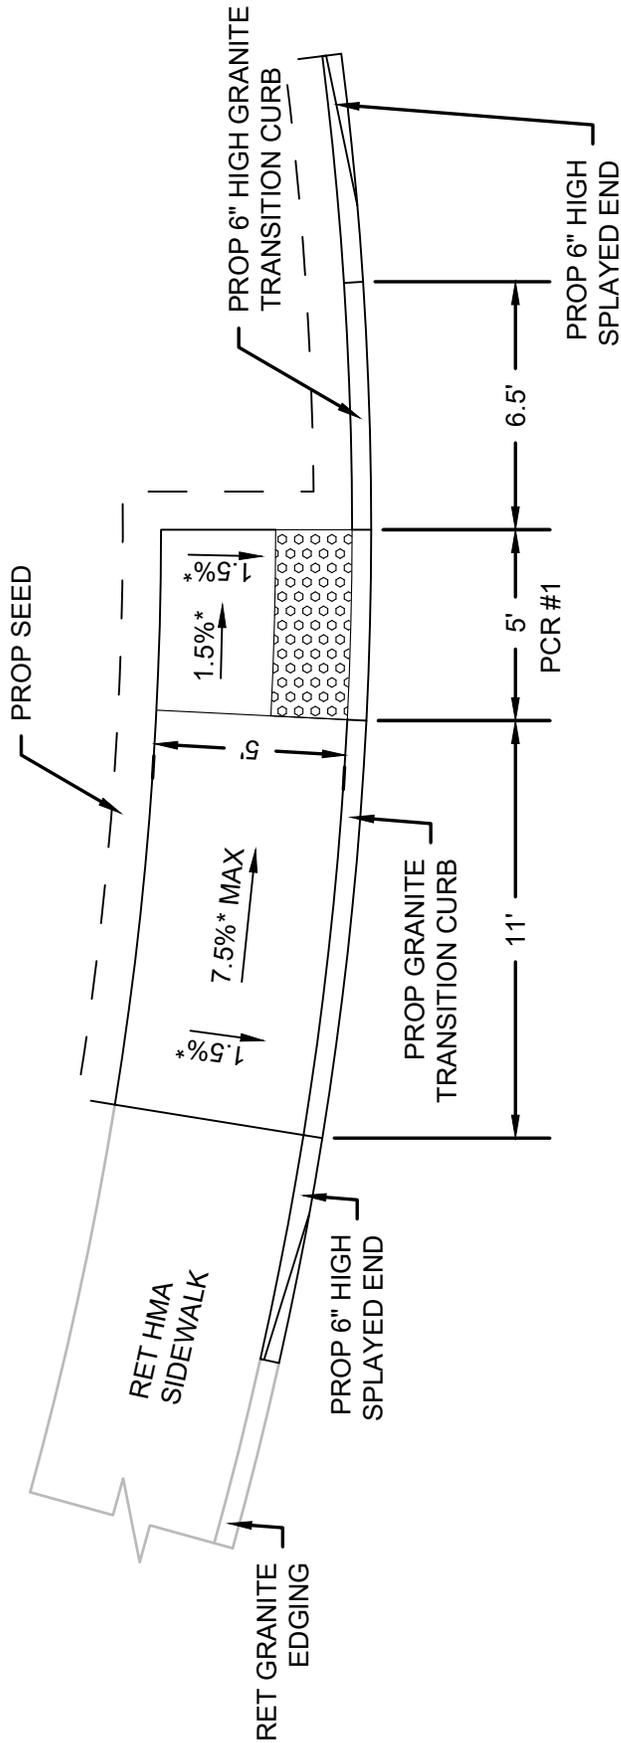 PROP SEED
PROP 6" HIGH GRANITE
TRANSITION CURB
1.5%*
1.5%*
5'
7.5%* MAX
1.5%*
RET HMA
SIDEWALK
RET GRANITE
EDGING
PROP 6" HIGH
SPLAYED END
PROP GRANITE
TRANSITION CURB
11'
5'
PCR #1
6.5'
PROP 6" HIGH
SPLAYED END